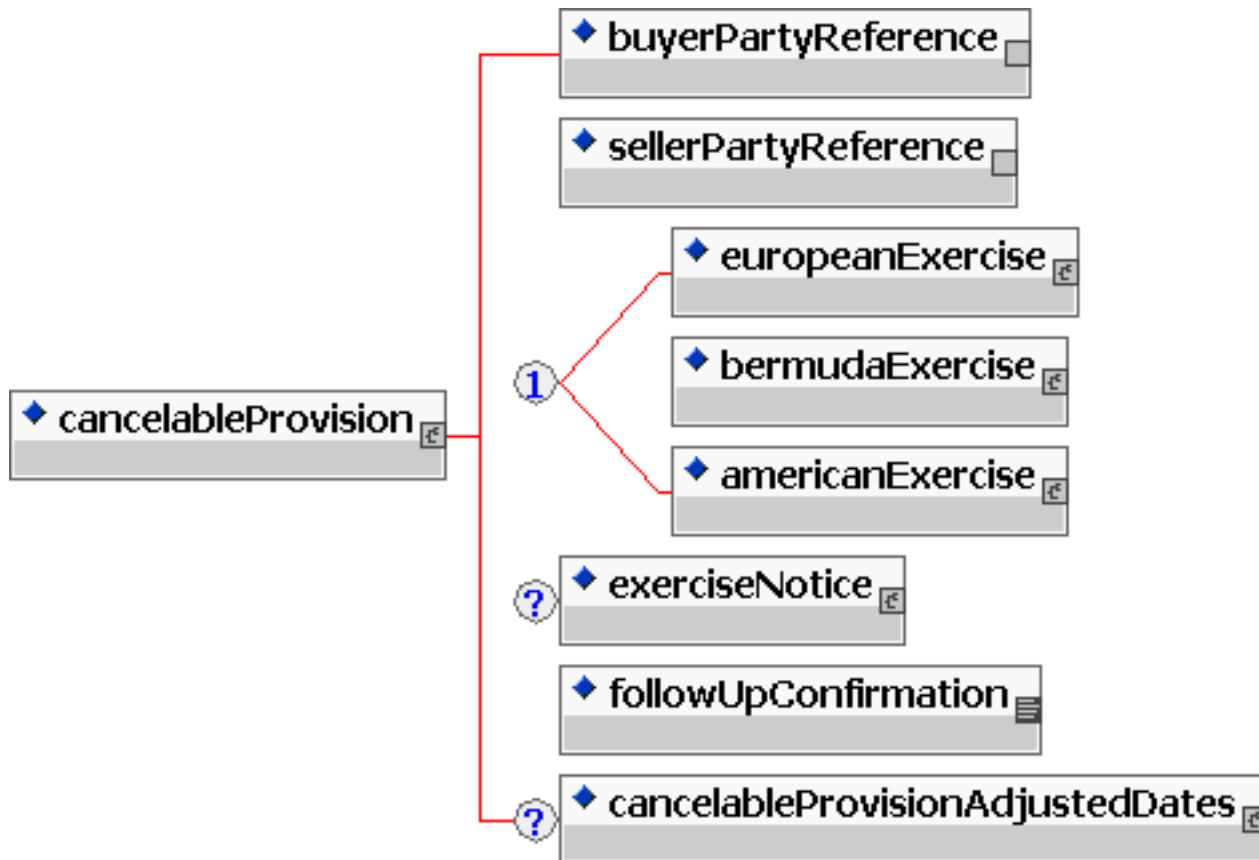 buyerPartyReference
sellerPartyReference
europeanExercise
1
bermudaExercise
cancelableProvision
americanExercise
?
exerciseNotice
followUpConfirmation
?
cancelableProvisionAdjustedDates